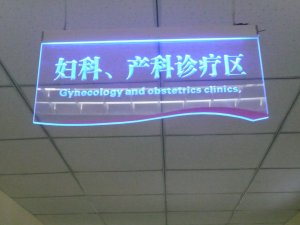 妇科、产科诊疗区
Gynecology and obstetrics clinics,